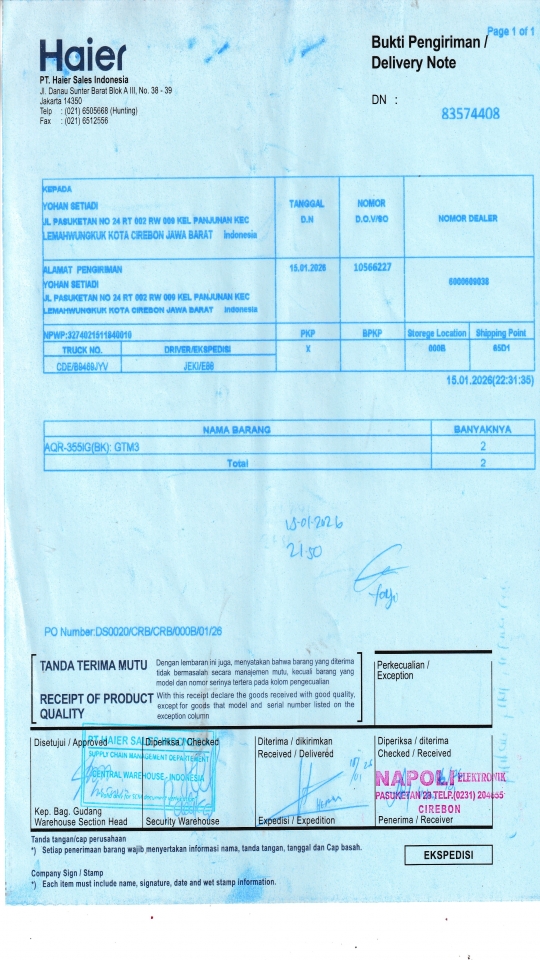 Page 1 of 1
Haier
Bukti Pengiriman /
Delivery Note
PT. Haier Sales Indonesia
Jl. Danau Sunter Barat Blok A III, No. 38 - 39
Jakarta 14350
Telp : (021) 6505668 (Hunting)
Fax : (021) 6512556
DN :
83574408
KEPADA
YOHAN SETIADI
JL PASUKETAN NO 24 RT 002 RW 009 KEL PANJUNAN KEC
LEMAHWUNGKUK KOTA CIREBON JAWA BARAT Indonesia
TANGGAL
D.N
NOMOR
D.O.V/SO
NOMOR DEALER
ALAMAT PENGIRIMAN
YOHAN SETIADI
JL PASUKETAN NO 24 RT 002 RW 009 KEL PANJUNAN KEC
LEMAHWUNGKUK KOTA CIREBON JAWA BARAT Indonesia
15.01.2026
10566227
6000609038
NPWP:3274021511840010
PKP
BPKP
Storege Location
Shipping Point
TRUCK NO.
DRIVER/EKSPEDISI
X
000B
65D1
JEKI/E86
15.01.2026(22:31:35)
NAMA BARANG
BANYAKNYA
AQR-355IG(BK): GTM3
2
Total
2
15-01-2026
21.50
PO Number:DS0020/CRB/CRB/000B/01/26
TANDA TERIMA MUTU
Dengan lembaran ini juga, menyatakan bahwa barang yang diterima
tidak bermasalah secara manajemen mutu, kecuali barang yang
model dan nomor serinya tertera pada kolom pengecualian
RECEIPT OF PRODUCT
QUALITY
With this receipt declare the goods received with good quality,
except for goods that model and serial number listed on the
exception column
Perkecualian /
Exception
Disetujui / Approved
Diperiksa / Checked
Diterima / dikirimkan
Received / Delivered
Diperiksa / diterima
Checked / Received
PT HAIER SALES INDONESIA
SUPPLY CHAIN MANAGEMENT DEPARTEMENT
CENTRAL WAREHOUSE - INDONESIA
NAPOLI ELEKTRONIK
PASUKETAN 23 TELP.(0231) 204655
CIREBON
Kep. Bag. Gudang
Warehouse Section Head
Security Warehouse
Expedisi / Expedition
Penerima / Receiver
Tanda tangan/cap perusahaan
*) Setiap penerimaan barang wajib menyertakan informasi nama, tanda tangan, tanggal dan Cap basah.
EKSPEDISI
Company Sign / Stamp
*) Each item must include name, signature, date and wet stamp information.